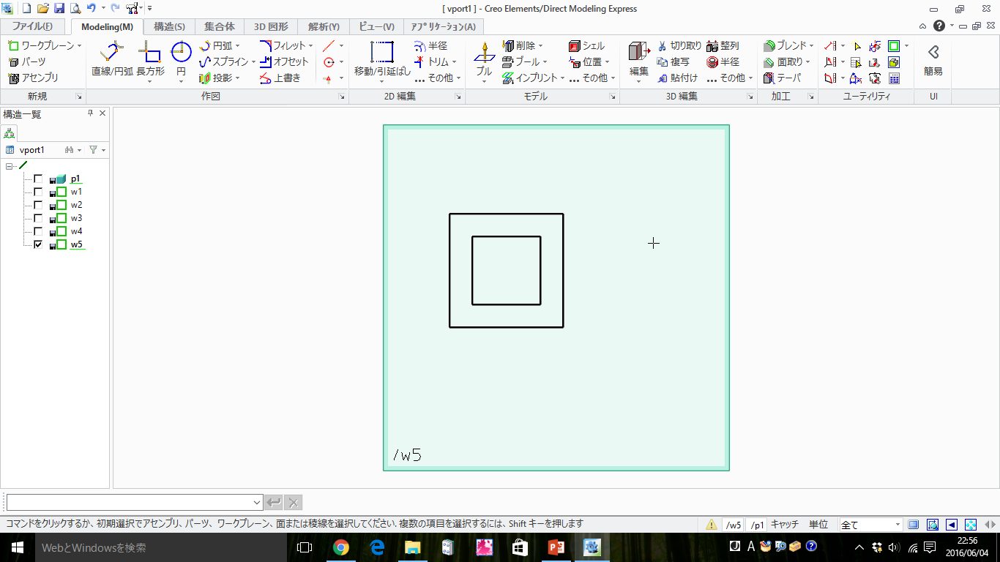 [ vport1 ] - Creo Elements/Direct Modeling Express
ファイル(F) Modeling(M) 構造(S) 集合体 3D 図形 解析(Y) ビュー(V) アプリケーション(A)
ワークプレーン
パーツ
アセンブリ
新規
直線/円弧 長方形 円
円弧 フィレット
スプライン オフセット
投影 上書き
作図
移動/引延ばし
半径
トリム
... その他
2D 編集
プル
削除 シェル
ブール 位置
インプリント ... その他
モデル
編集
切り取り 整列
複写 半径
貼付け ... その他
3D 編集
ブレンド
面取り
テーパ
加工
ユーティリティ
簡易
UI
構造一覧
vport1
p1
w1
w2
w3
w4
w5
/w5
コマンドをクリックするか、初期選択でアセンブリ、パーツ、ワークプレーン、面または稜線を選択してください. 複数の項目を選択するには、Shift キーを押します
/w5 /p1 キャッチ 単位 全て
WebとWindowsを検索
A
22:56
2016/06/04